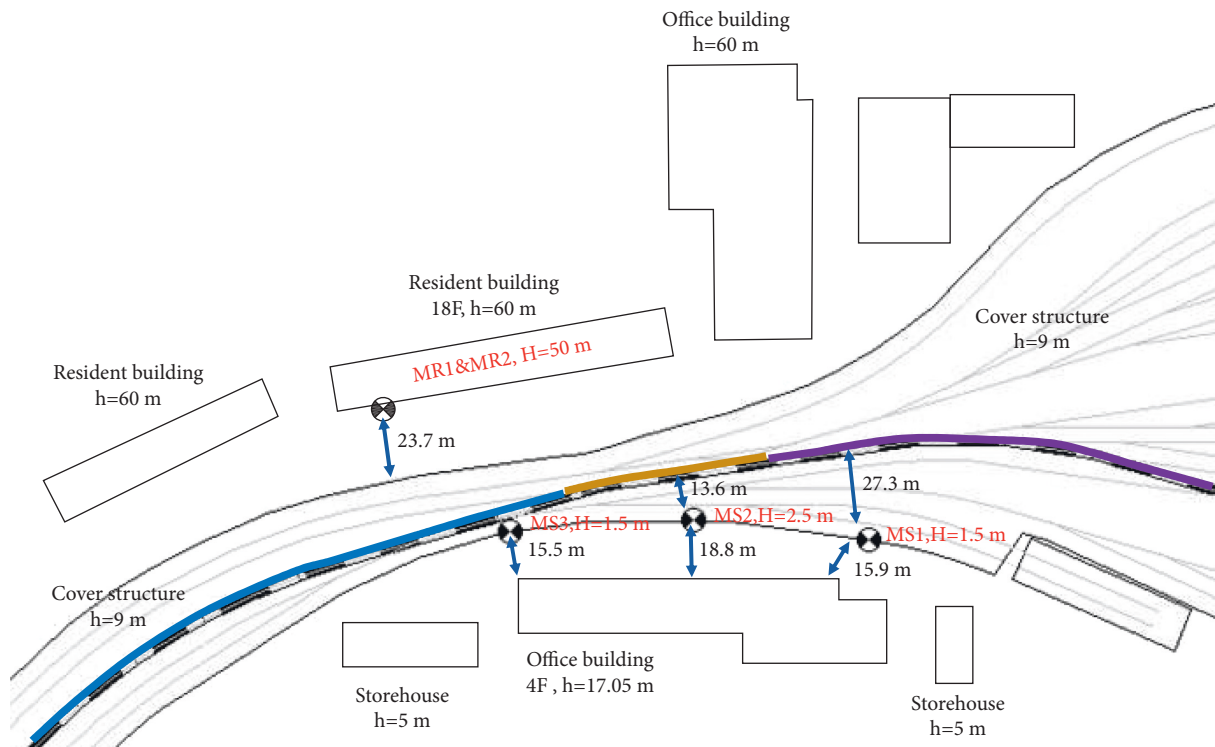 Office building
h=60 m
Resident building
18F, h=60 m
MR1&MR2, H=50 m
Cover structure
h=9 m
Resident building
h=60 m
23.7 m
13.6 m
27.3 m
MS3,H=1.5 m
MS2,H=2.5 m
MS1,H=1.5 m
15.5 m
18.8 m
15.9 m
Cover structure
h=9 m
Office building
4F , h=17.05 m
Storehouse
h=5 m
Storehouse
h=5 m